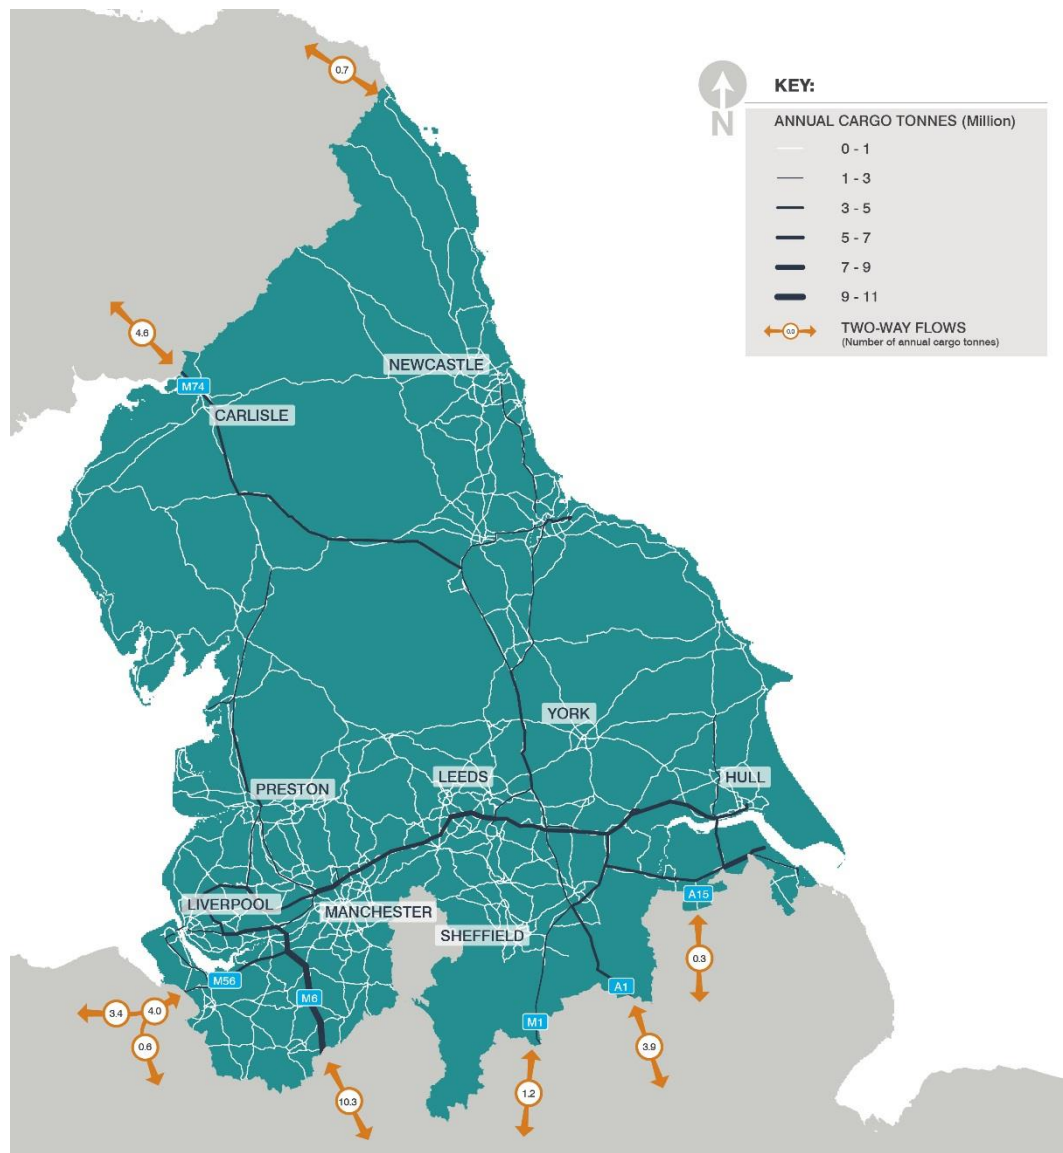 0.7
N
KEY:
ANNUAL CARGO TONNES (Million)
0 - 1
1 - 3
3 - 5
5 - 7
7 - 9
9 - 11
0.0
TWO-WAY FLOWS
(Number of annual cargo tonnes)
4.6
M74
CARLISLE
NEWCASTLE
YORK
LEEDS
HULL
PRESTON
LIVERPOOL
MANCHESTER
SHEFFIELD
A15
M56
M6
A1
M1
0.3
3.4
4.0
0.6
3.9
10.3
1.2